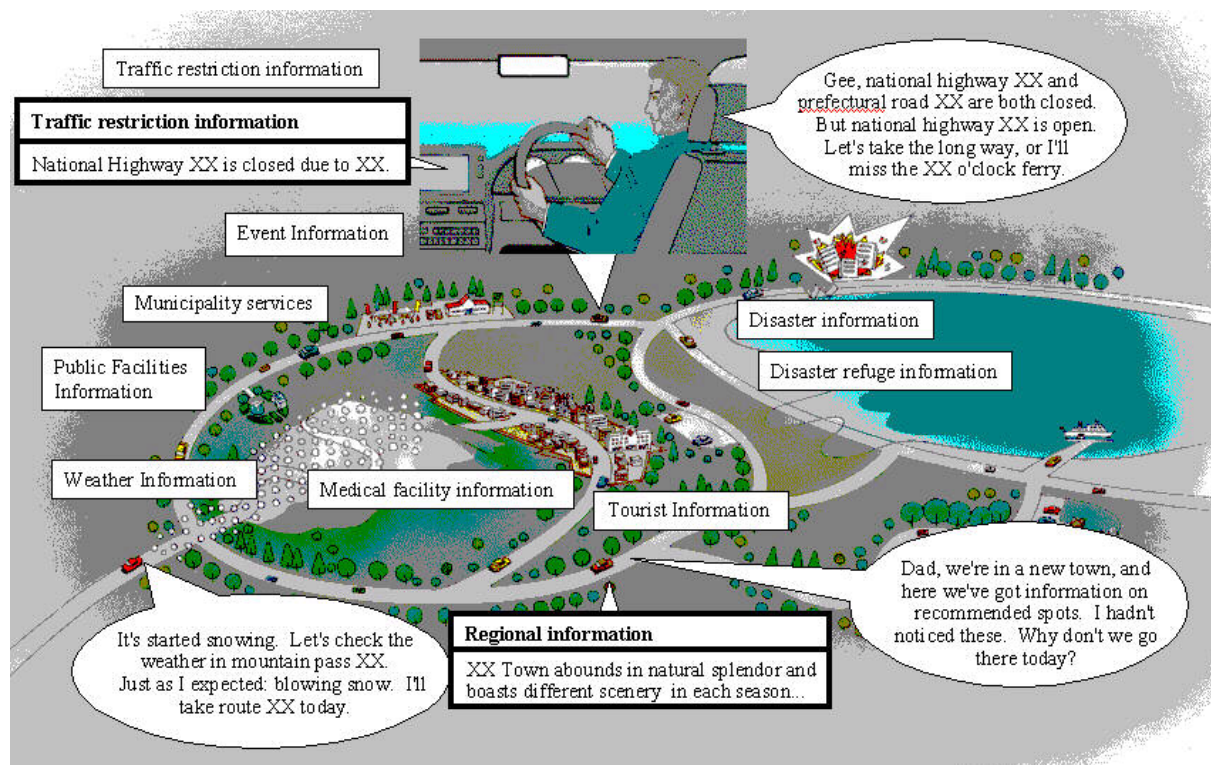 Traffic restriction information
Traffic restriction information
National Highway XX is closed due to XX.
Gee, national highway XX and
prefectural road XX are both closed.
But national highway XX is open.
Let's take the long way, or I'll
miss the XX o'clock ferry.
Event Information
Municipality services
Disaster information
Public Facilities
Information
Disaster refuge information
Weather Information
Medical facility information
Tourist Information
It's started snowing. Let's check the
weather in mountain pass XX.
Just as I expected: blowing snow. I'll
take route XX today.
Regional information
XX Town abounds in natural splendor and
boasts different scenery in each season...
Dad, we're in a new town, and
here we've got information on
recommended spots. I hadn't
noticed these. Why don't we go
there today?